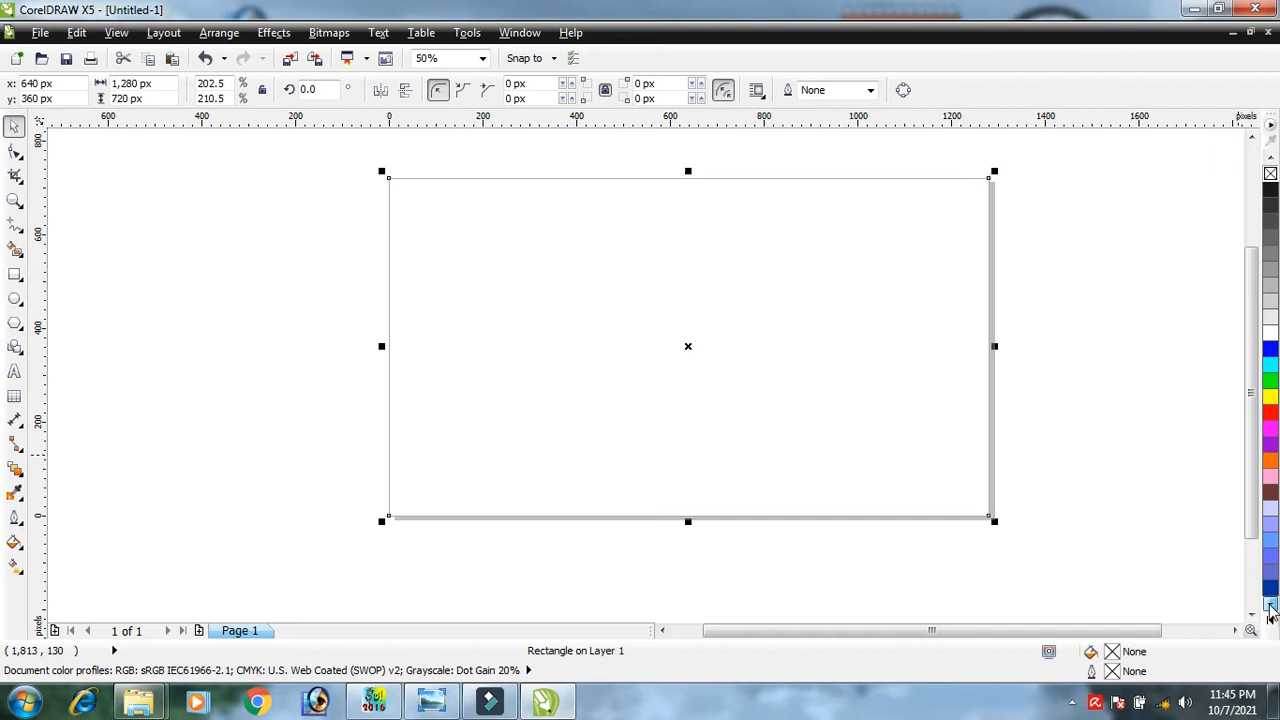 CorelDRAW X5 - [Untitled-1]
File Edit View Layout Arrange Effects Bitmaps Text Table Tools Window Help
50% Snap to
x: 640 px 1,280 px 202.5 % 0.0 ° 0 px 0 px None
y: 360 px 720 px 210.5 % 0 px 0 px
600 400 200 0 200 400 600 800 1000 1200 1400 1600 pixels
800
600
400
200
0
pixels
1 of 1 Page 1
( 1,813 , 130 ) Rectangle on Layer 1 None
Document color profiles: RGB: sRGB IEC61966-2.1; CMYK: U.S. Web Coated (SWOP) v2; Grayscale: Dot Gain 20% None
2016
11:45 PM
10/7/2021